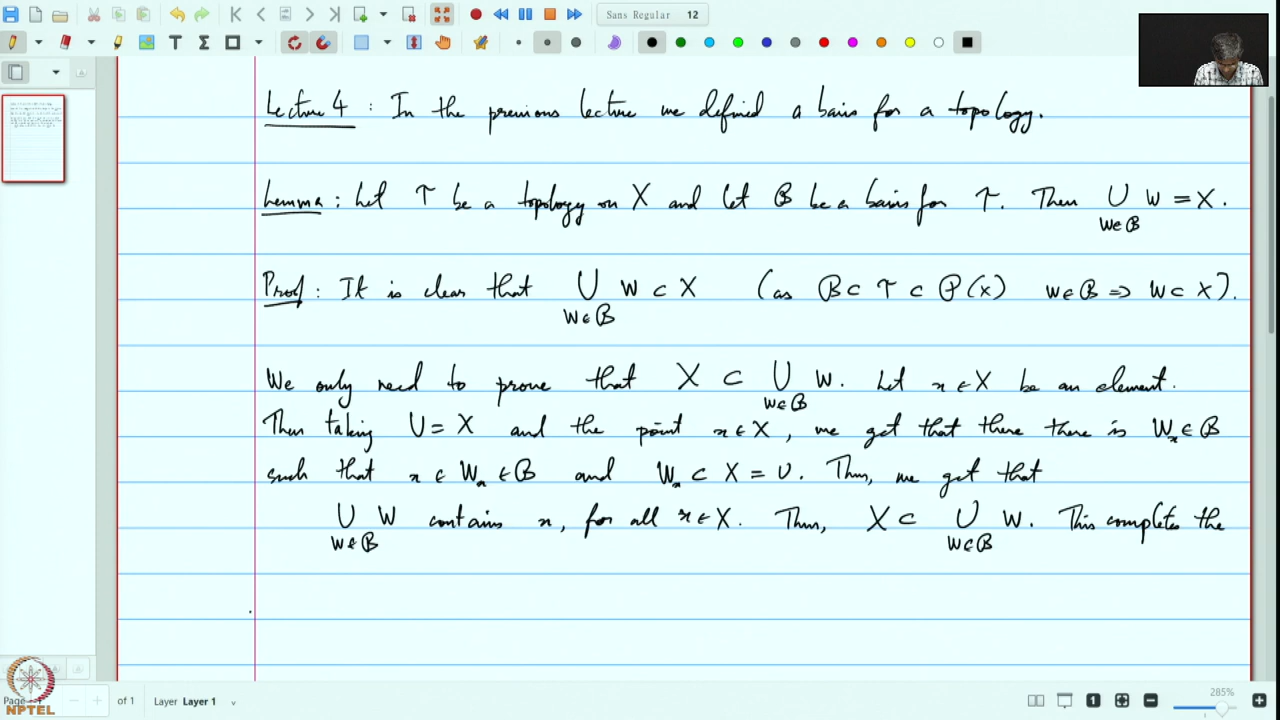 Sans Regular 12
Lecture 4 : In the previous lecture we defined a basis for a topology.
Lemma : Let τ be a topology on X and let ℬ be a basis for τ. Then ⋃ W = X.
W∈ℬ
Proof : It is clear that ⋃ W ⊂ X (as ℬ ⊂ τ ⊂ 𝒫(X) W∈ℬ ⇒ W ⊂ X).
W∈ℬ
We only need to prove that X ⊂ ⋃ W. Let x ∈ X be an element.
W∈ℬ
Then taking U = X and the point x ∈ X, we get that there there is Wₓ ∈ ℬ
such that x ∈ Wₓ ∈ ℬ and Wₓ ⊂ X = U. Thus, we get that
⋃ W contains x, for all x ∈ X. Thus, X ⊂ ⋃ W. This completes the
W∈ℬ W∈ℬ
NPTEL
Page of 1 Layer Layer 1 285%